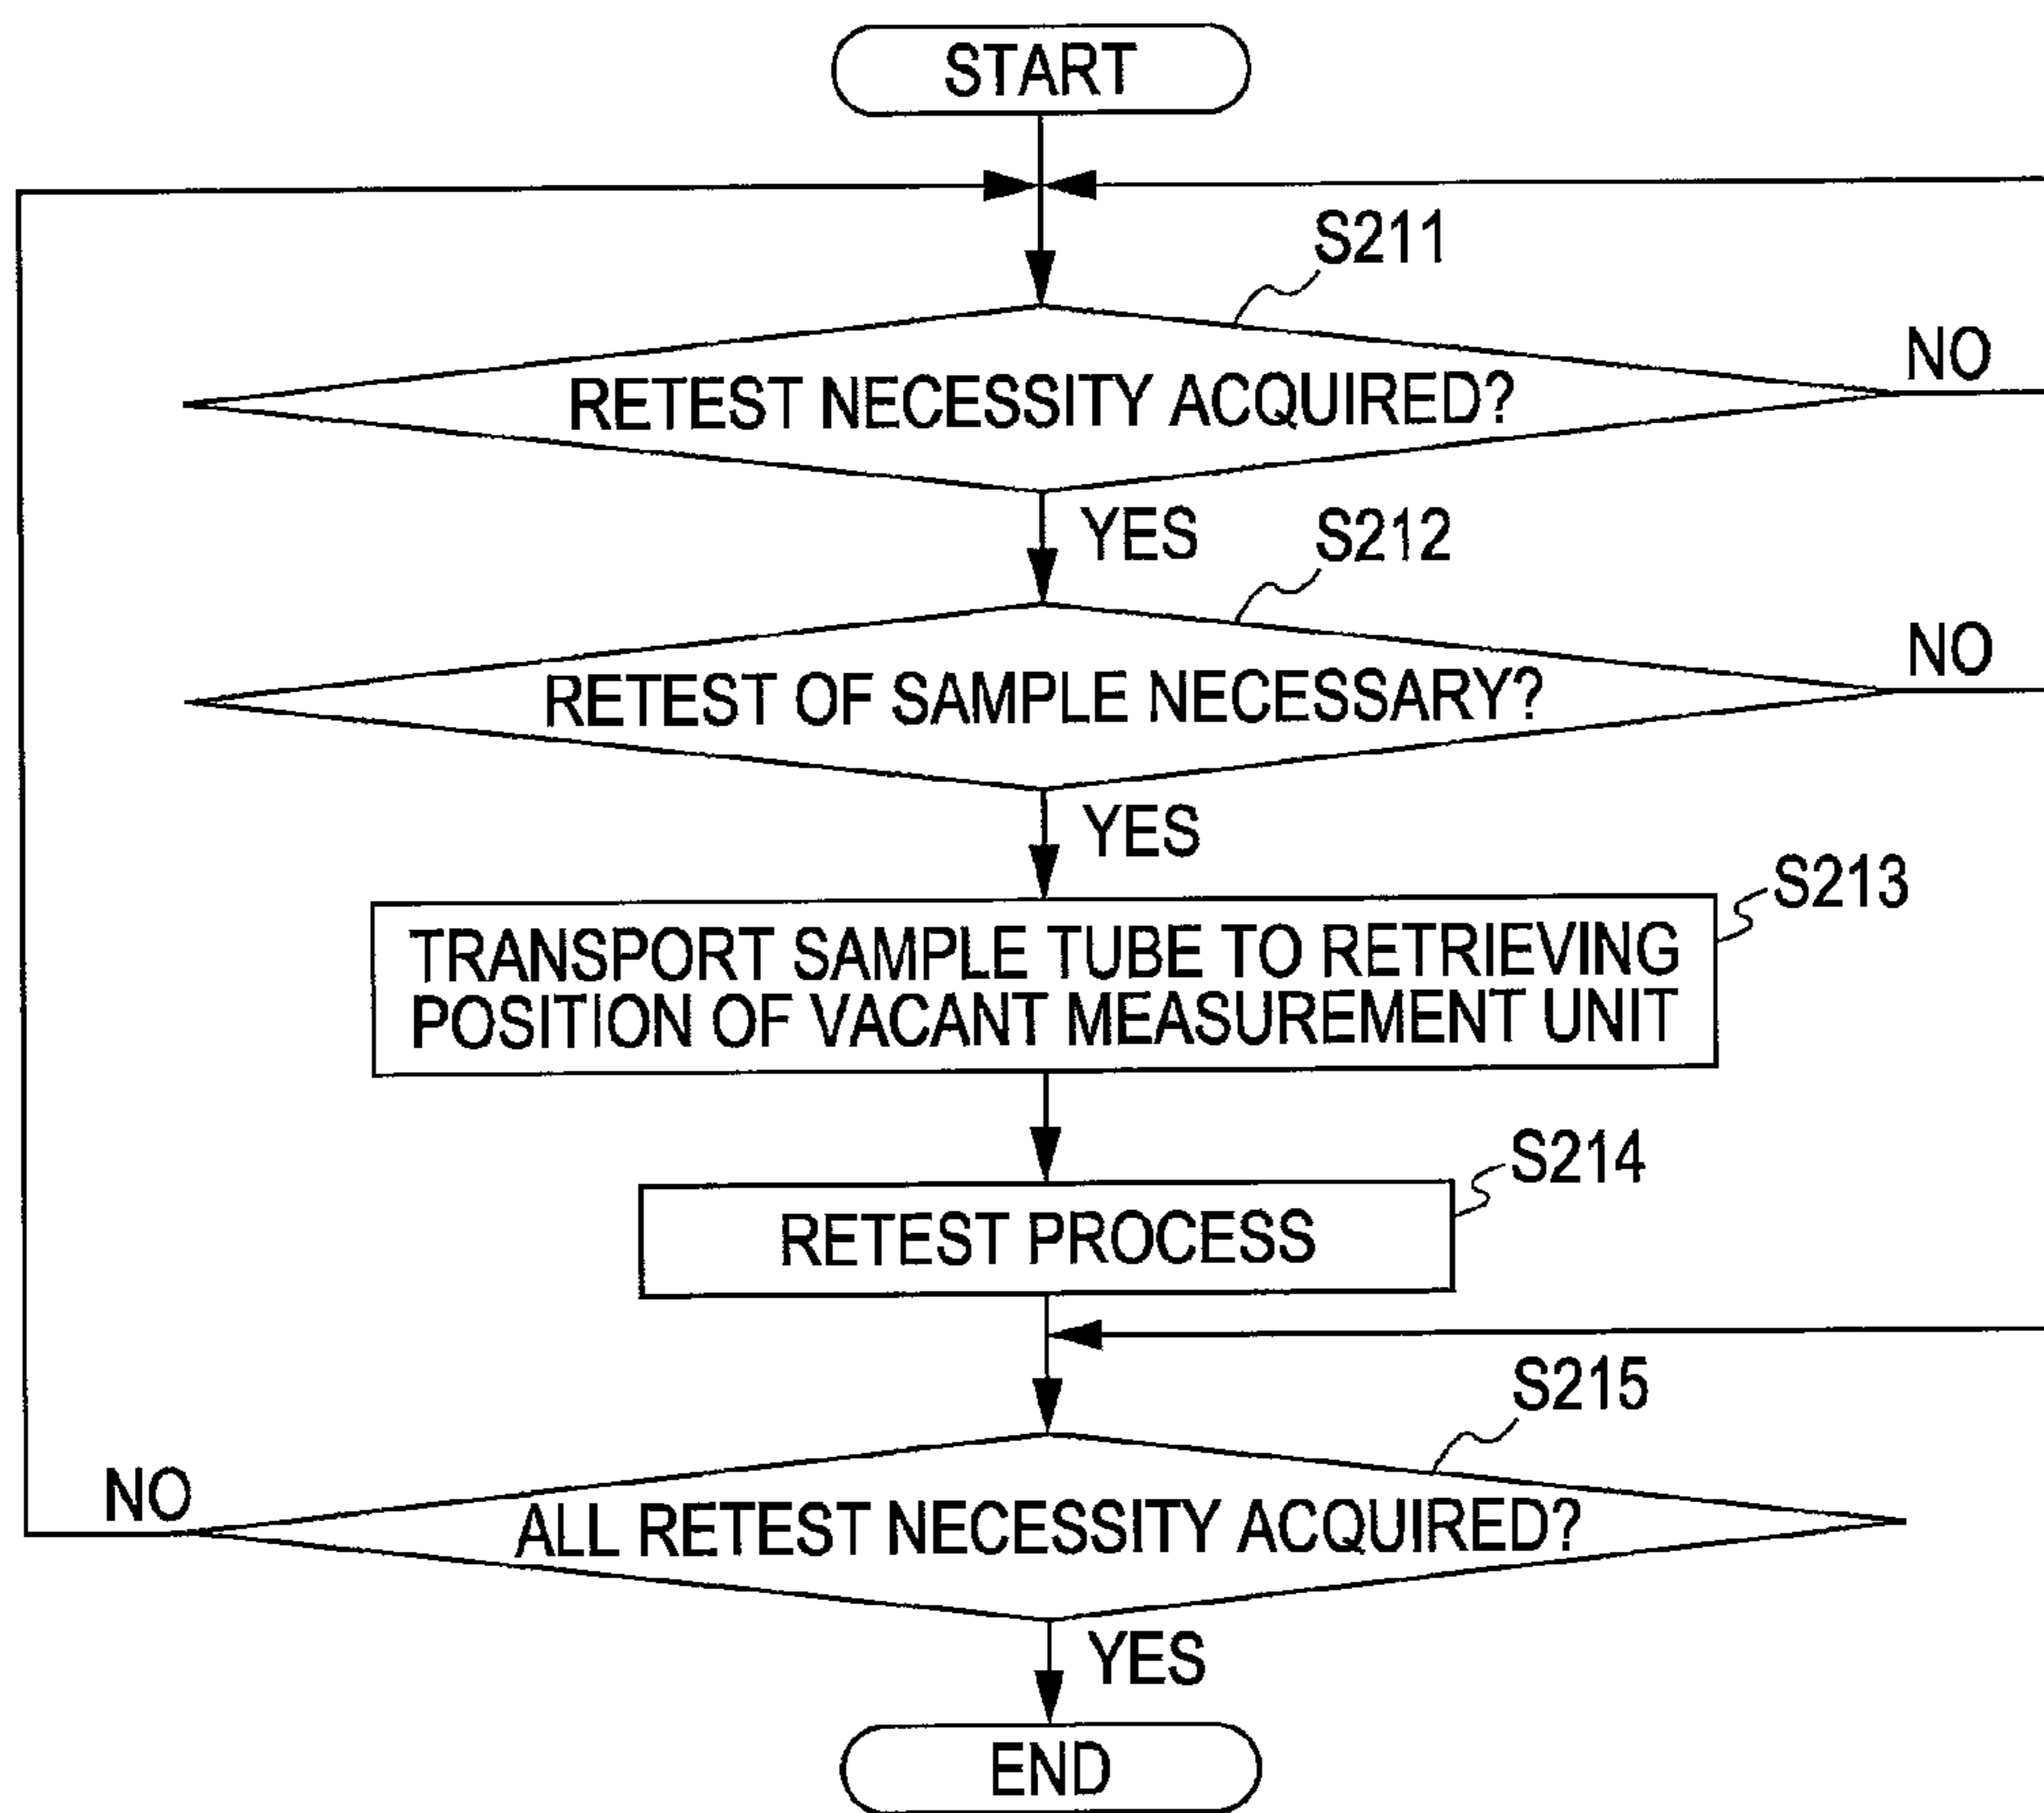 START
S211
RETEST NECESSITY ACQUIRED?
NO
YES
S212
RETEST OF SAMPLE NECESSARY?
NO
YES
S213
TRANSPORT SAMPLE TUBE TO RETRIEVING
POSITION OF VACANT MEASUREMENT UNIT
S214
RETEST PROCESS
S215
NO
ALL RETEST NECESSITY ACQUIRED?
YES
END